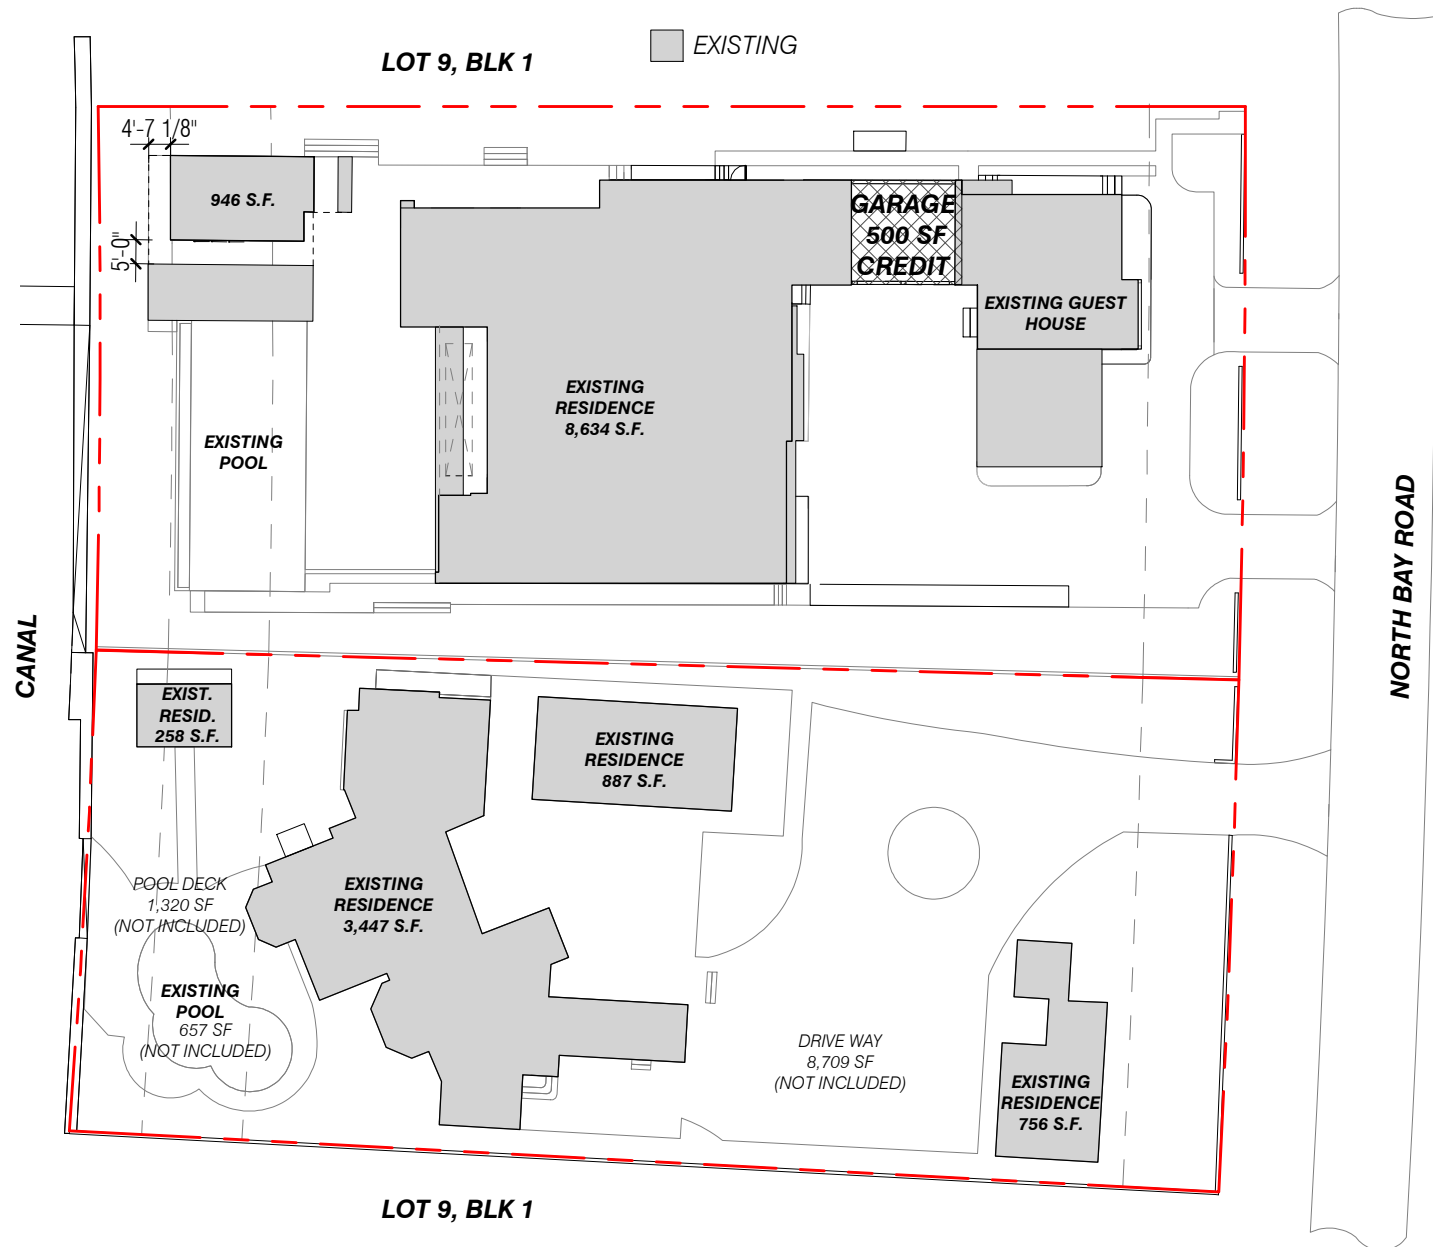 LOT 9, BLK 1
EXISTING
4'-7 1/8"
946 S.F.
5'-0"
GARAGE
500 SF
CREDIT
EXISTING GUEST
HOUSE
EXISTING
RESIDENCE
8,634 S.F.
EXISTING
POOL
CANAL
NORTH BAY ROAD
EXIST.
RESID.
258 S.F.
EXISTING
RESIDENCE
887 S.F.
POOL DECK
1,320 SF
(NOT INCLUDED)
EXISTING
RESIDENCE
3,447 S.F.
EXISTING
POOL
657 SF
(NOT INCLUDED)
DRIVE WAY
8,709 SF
(NOT INCLUDED)
EXISTING
RESIDENCE
756 S.F.
LOT 9, BLK 1